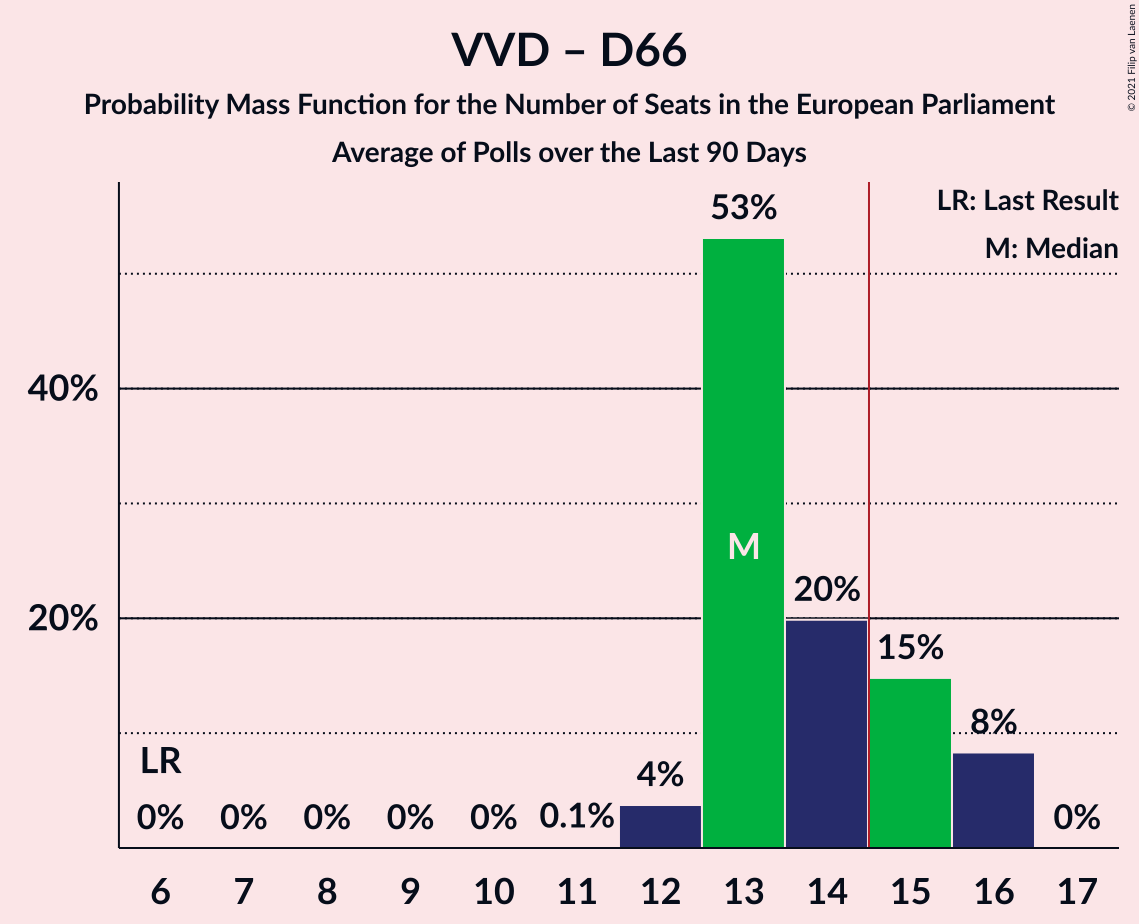 VVD – D66
Probability Mass Function for the Number of Seats in the European Parliament
Average of Polls over the Last 90 Days
© 2021 Filip van Laenen
LR: Last Result
M: Median
53%
40%
M
20%
20%
15%
8%
LR
4%
0% 0% 0% 0% 0% 0.1% 0%
6 7 8 9 10 11 12 13 14 15 16 17